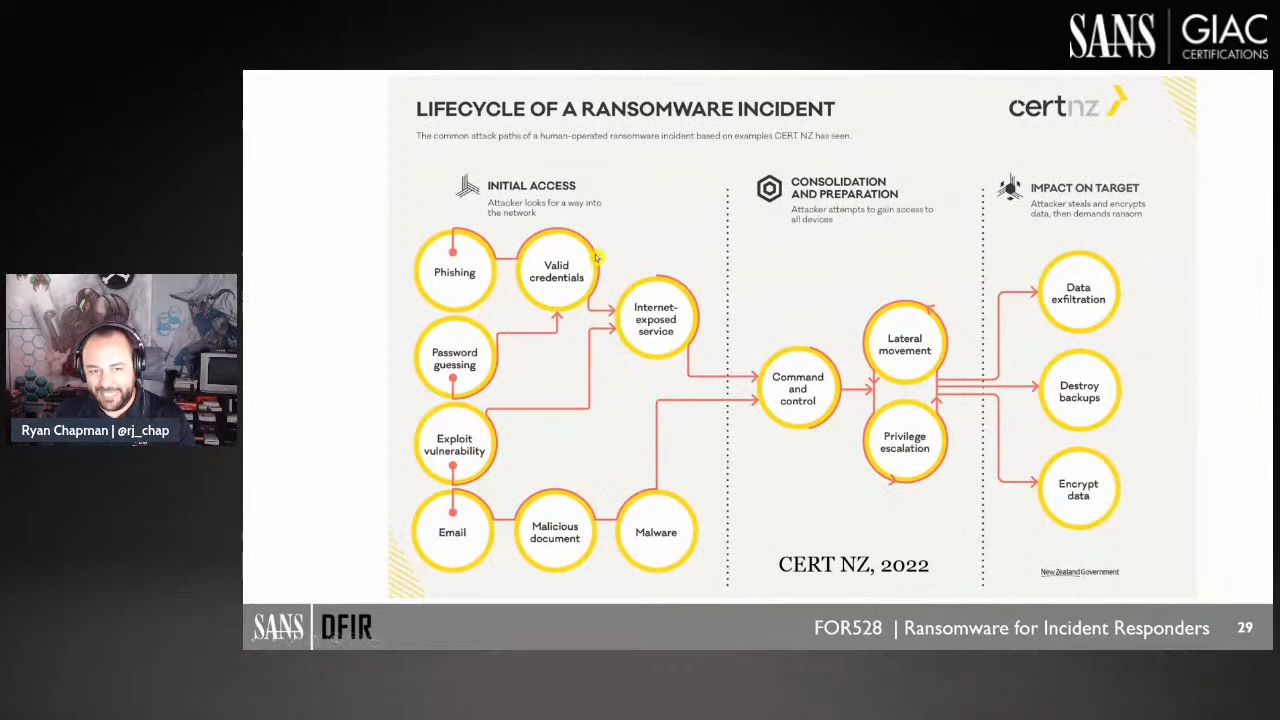 SANS
GIAC
CERTIFICATIONS
LIFECYCLE OF A RANSOMWARE INCIDENT
The common attack paths of a human-operated ransomware incident based on examples CERT NZ has seen.
certnz
INITIAL ACCESS
Attacker looks for a way into
the network
CONSOLIDATION
AND PREPARATION
Attacker attempts to gain access to
all devices
IMPACT ON TARGET
Attacker steals and encrypts
data, then demands ransom
Phishing
Valid
credentials
Internet-
exposed
service
Password
guessing
Exploit
vulnerability
Email
Malicious
document
Malware
Command
and
control
Lateral
movement
Privilege
escalation
Data
exfiltration
Destroy
backups
Encrypt
data
CERT NZ, 2022
New Zealand Government
Ryan Chapman | @rj_chap
SANS
DFIR
FOR528 | Ransomware for Incident Responders
29